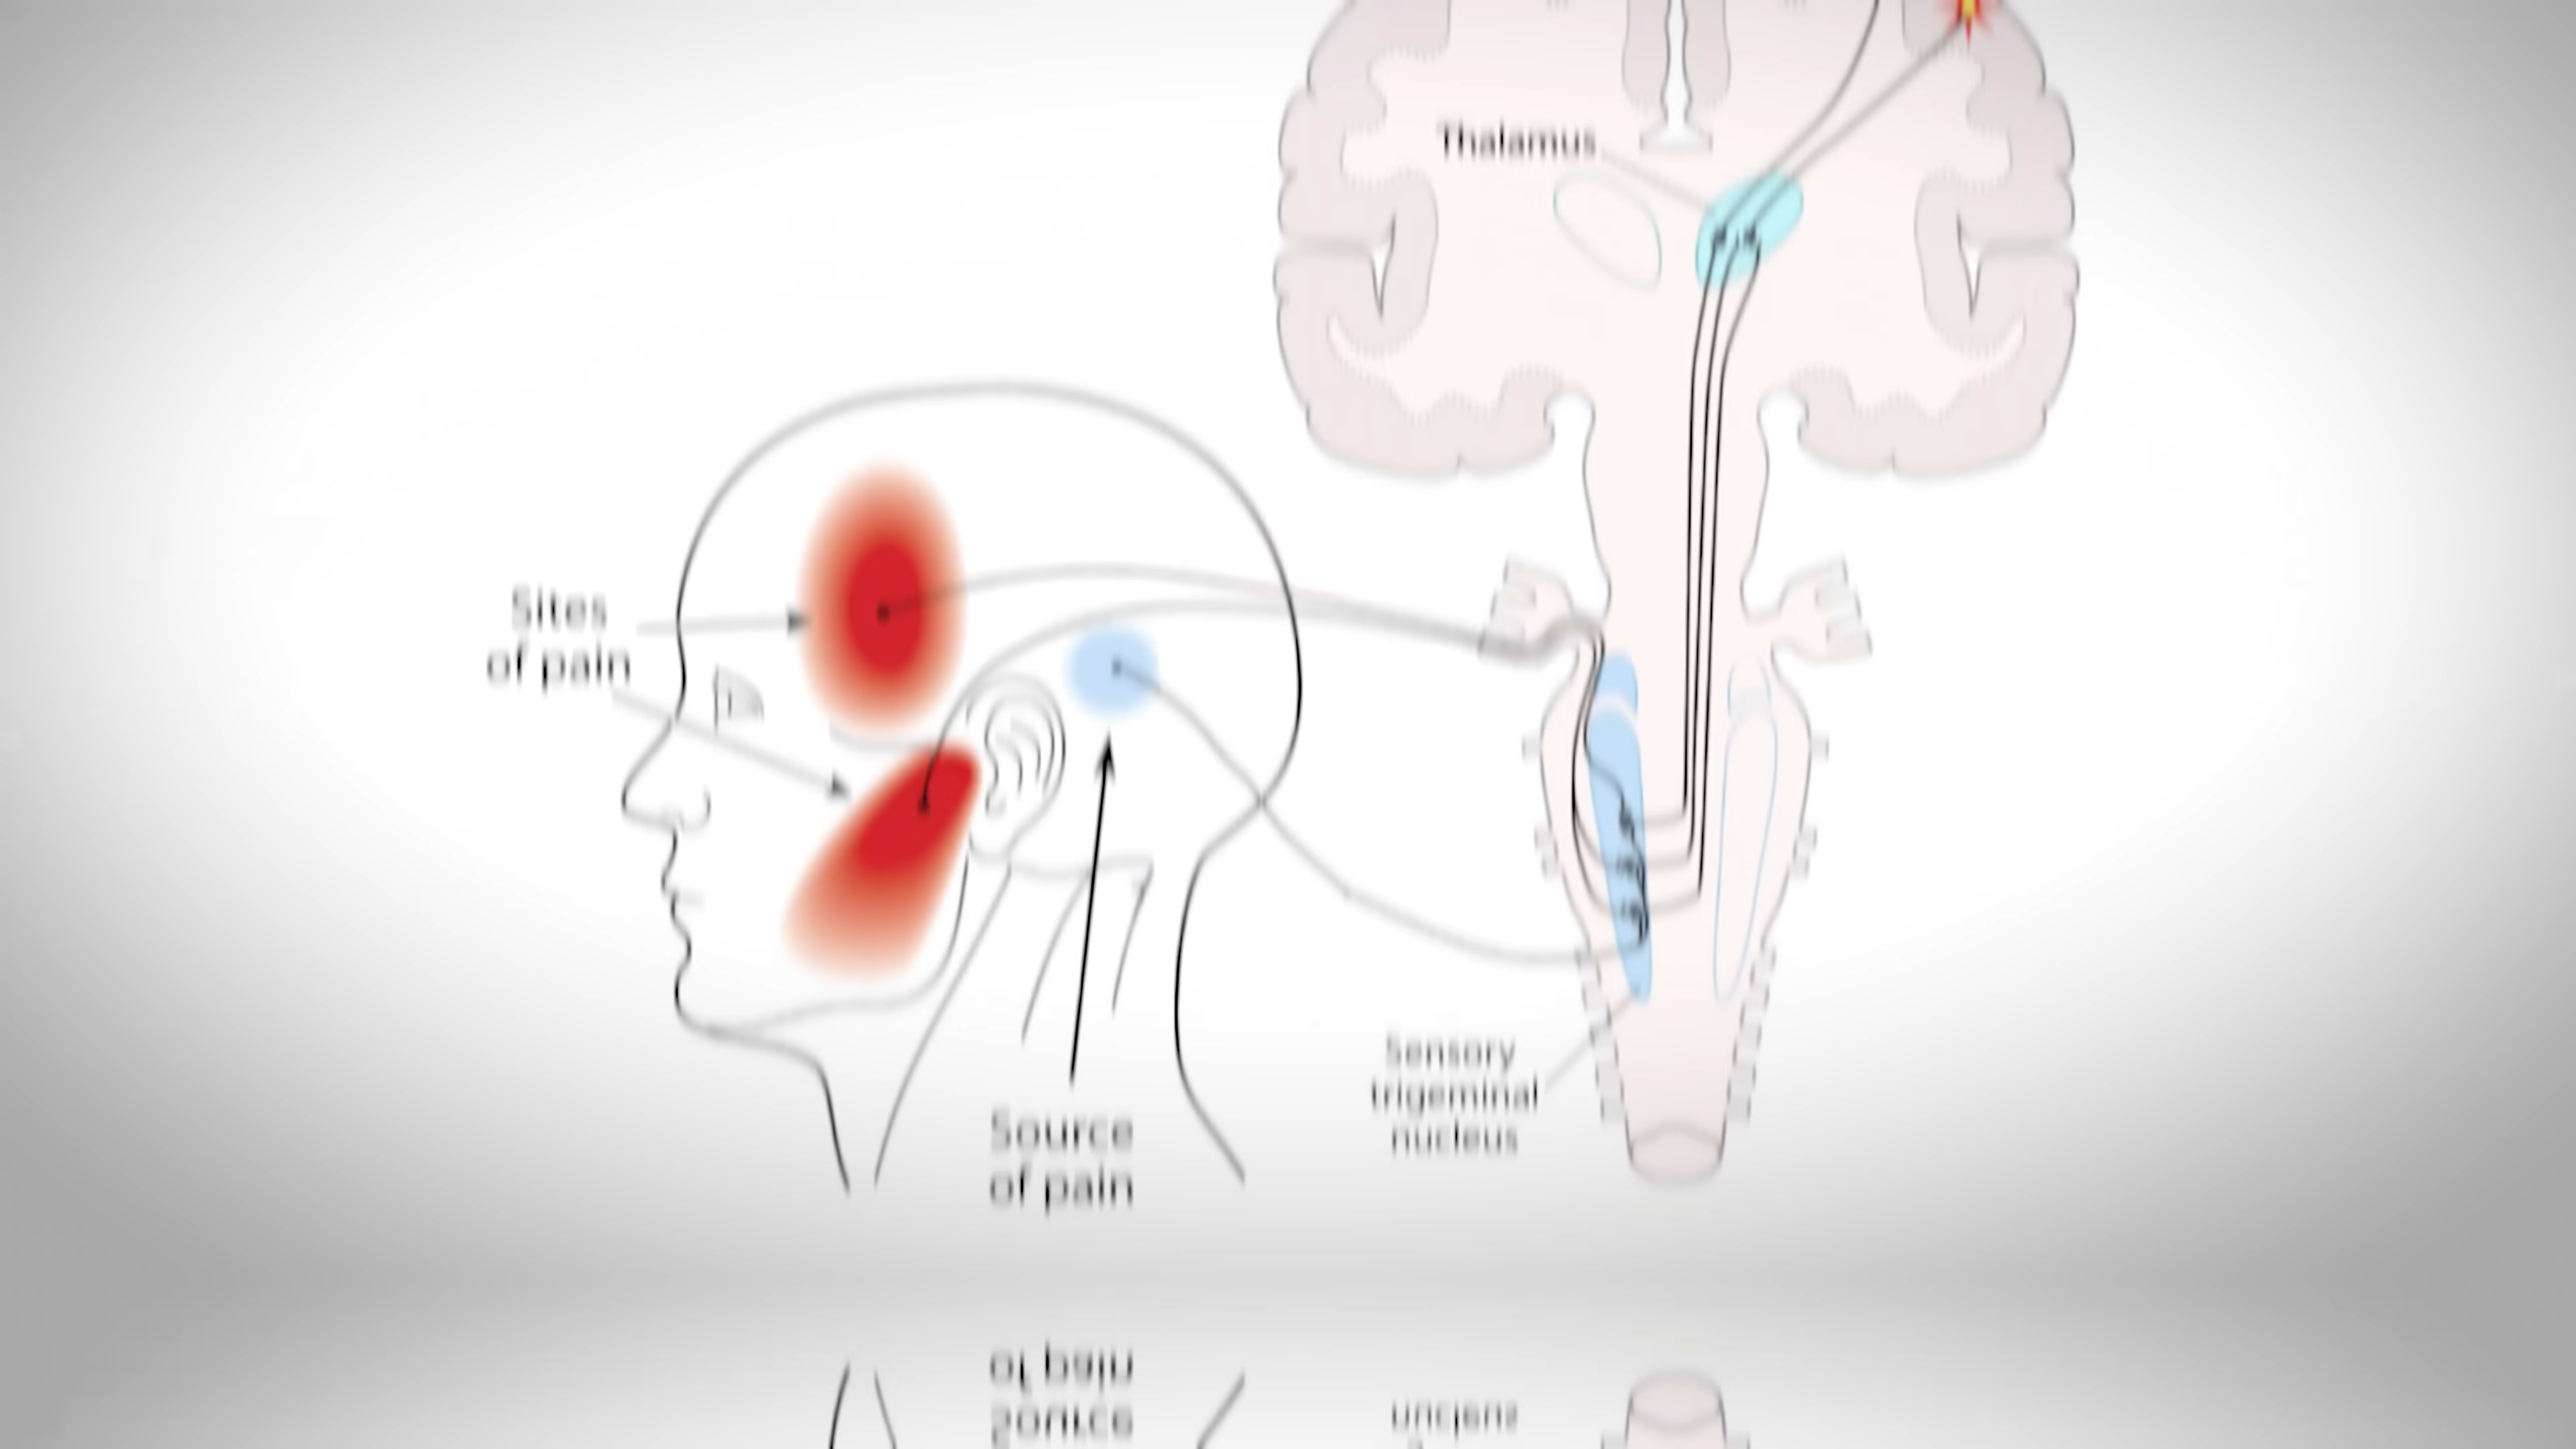 Thalamus
Sites
of pain
Sensory
trigeminal
nucleus
Source
of pain